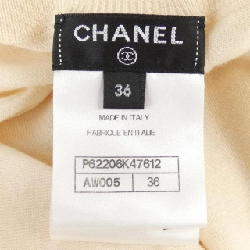 CHANEL
36
MADE IN ITALY
FABRIQUE EN ITALIE
P62206K47612
AW005 36